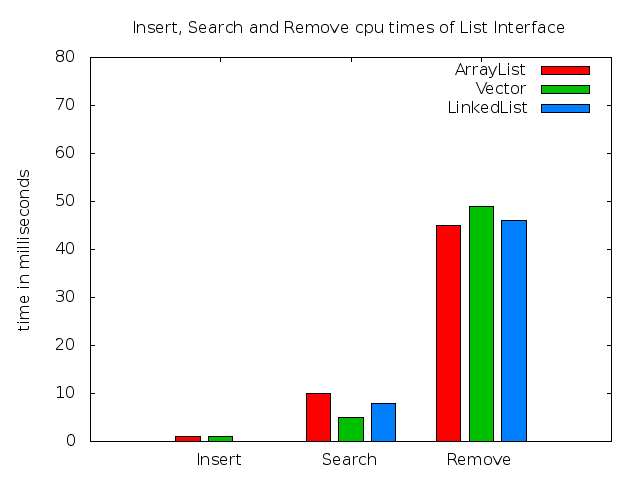 Insert, Search and Remove cpu times of List Interface
80
70
60
50
40
30
20
10
0
time in milliseconds
ArrayList
Vector
LinkedList
Insert Search Remove